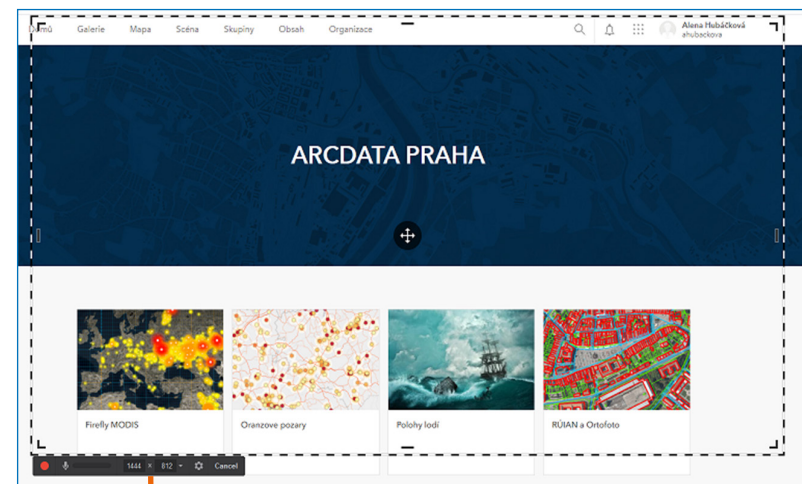 Domů Galerie Mapa Scéna Skupiny Obsah Organizace Alena Hubáčková
ahubackova
ARCDATA PRAHA
Firefly MODIS Oranzove pozary Polohy lodí RÚIAN a Ortofoto
1444 × 812 Cancel